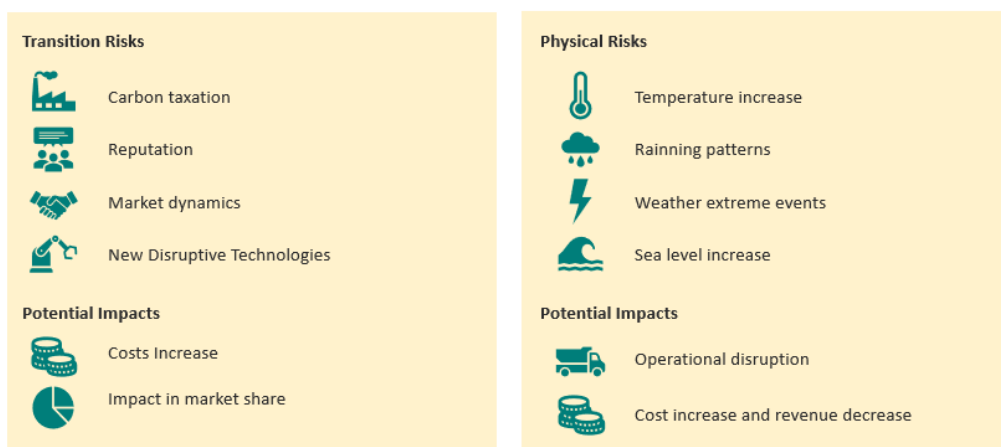 Transition Risks
Carbon taxation
Reputation
Market dynamics
New Disruptive Technologies
Potential Impacts
Costs Increase
Impact in market share
Physical Risks
Temperature increase
Rainning patterns
Weather extreme events
Sea level increase
Potential Impacts
Operational disruption
Cost increase and revenue decrease